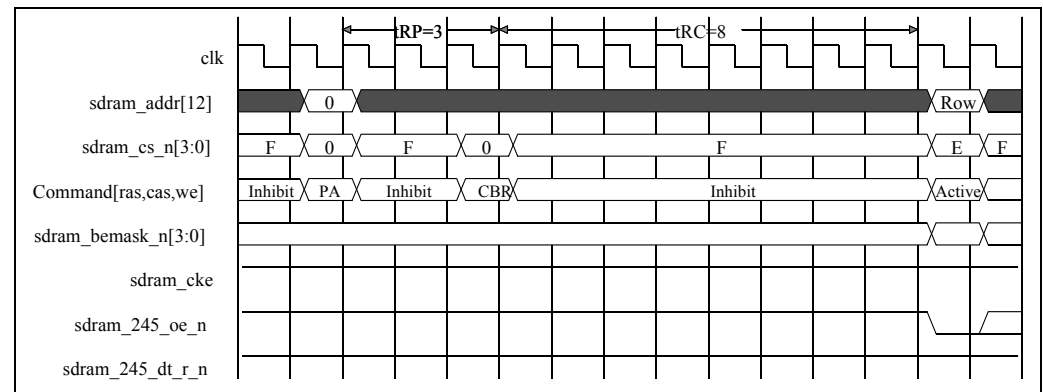 tRP=3 tRC=8
clk
sdram_addr[12] 0 Row
sdram_cs_n[3:0] F 0 F 0 F E F
Command[ras,cas,we] Inhibit PA Inhibit CBR Inhibit Active
sdram_bemask_n[3:0]
sdram_cke
sdram_245_oe_n
sdram_245_dt_r_n